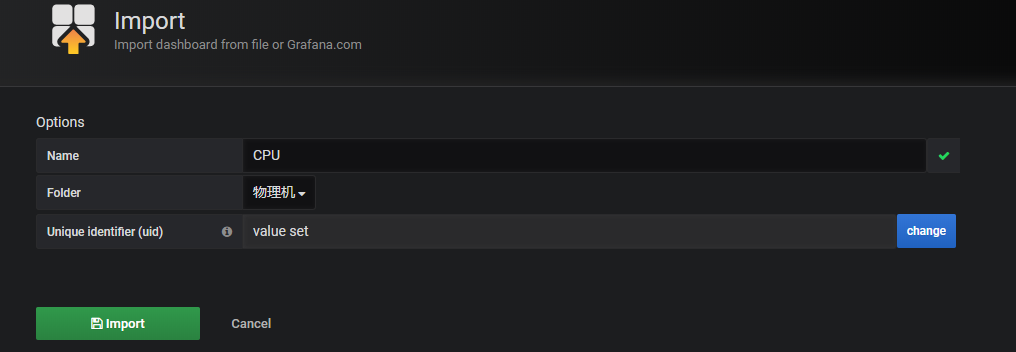 Import
Import dashboard from file or Grafana.com
Options
Name CPU
Folder 物理机
Unique identifier (uid) value set change
Import Cancel